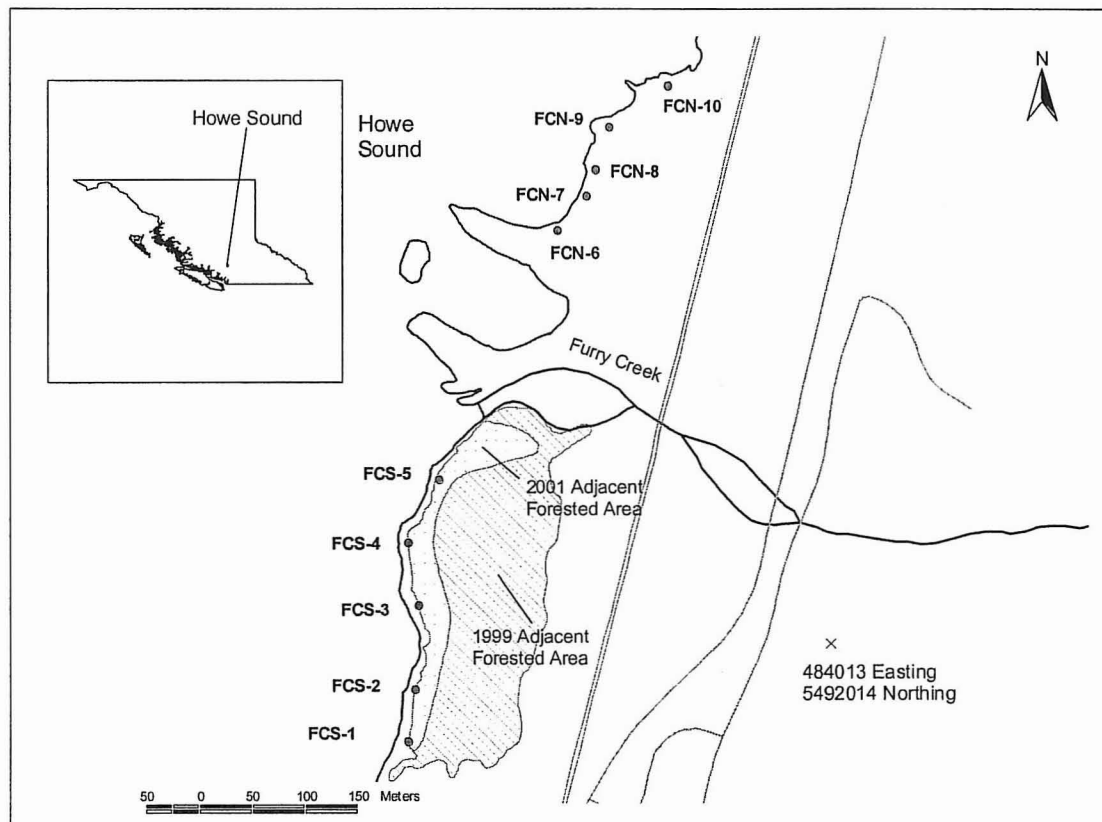 Howe Sound
Howe
Sound
N
FCN-10
FCN-9
FCN-8
FCN-7
FCN-6
Furry Creek
FCS-5
2001 Adjacent
Forested Area
FCS-4
FCS-3
1999 Adjacent
Forested Area
484013 Easting
5492014 Northing
FCS-2
FCS-1
50 0 50 100 150 Meters